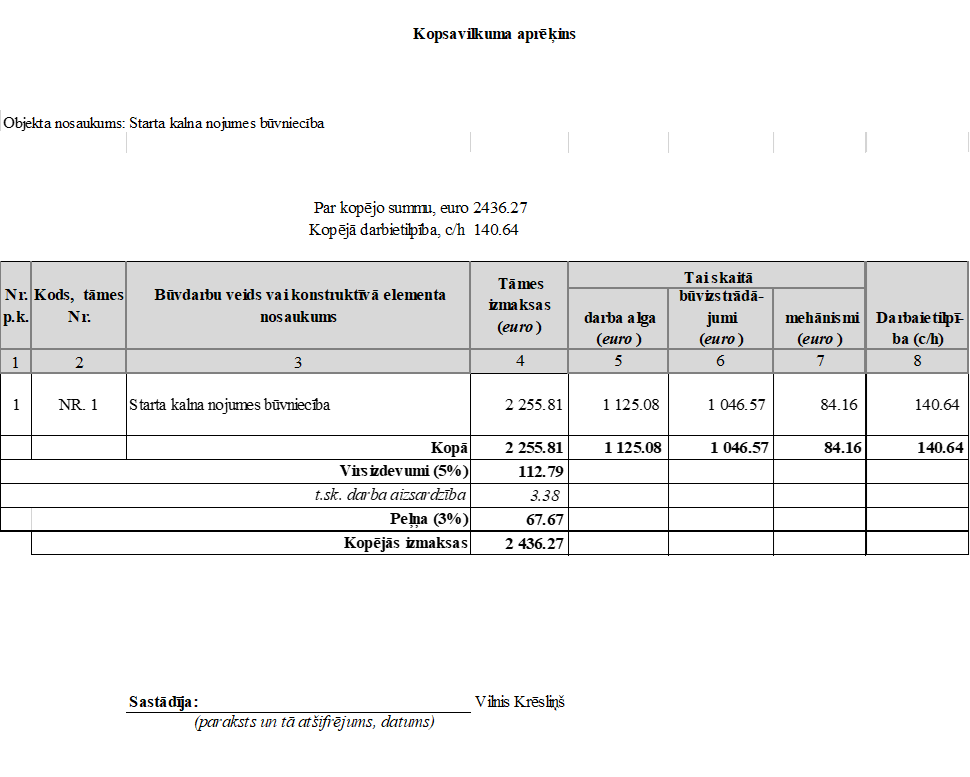 Kopsavilkuma aprēķins
Objekta nosaukums: Starta kalna nojumes būvniecība
Par kopējo summu, euro 2436.27
Kopējā darbietilpība, c/h 140.64
Nr. p.k. Kods, tāmes Nr. Būvdarbu veids vai konstruktīvā elementa nosaukums Tāmes izmaksas (euro) Tai skaitā Darbaietilpī-ba (c/h)
darba alga (euro) būvizstrādā-jumi (euro) mehānismi (euro)
1 2 3 4 5 6 7 8
1 NR. 1 Starta kalna nojumes būvniecība 2 255.81 1 125.08 1 046.57 84.16 140.64
Kopā 2 255.81 1 125.08 1 046.57 84.16 140.64
Virsizdevumi (5%) 112.79
t.sk. darba aizsardzība 3.38
Peļņa (3%) 67.67
Kopējās izmaksas 2 436.27
Sastādīja: Vilnis Krēsliņš
(paraksts un tā atšifrējums, datums)